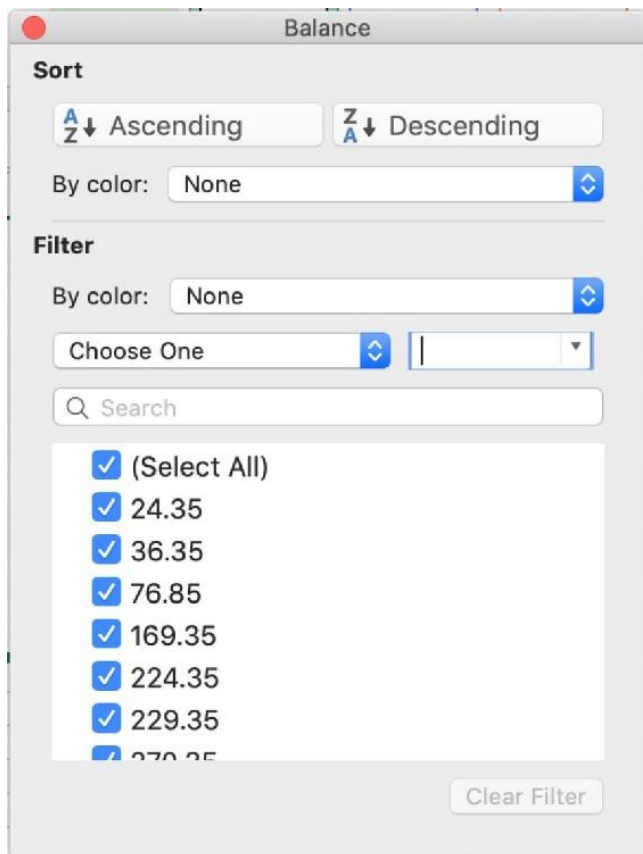 Balance
Sort
A Z Ascending Z A Descending
By color: None
Filter
By color: None
Choose One
Search
(Select All)
24.35
36.35
76.85
169.35
224.35
229.35
Clear Filter